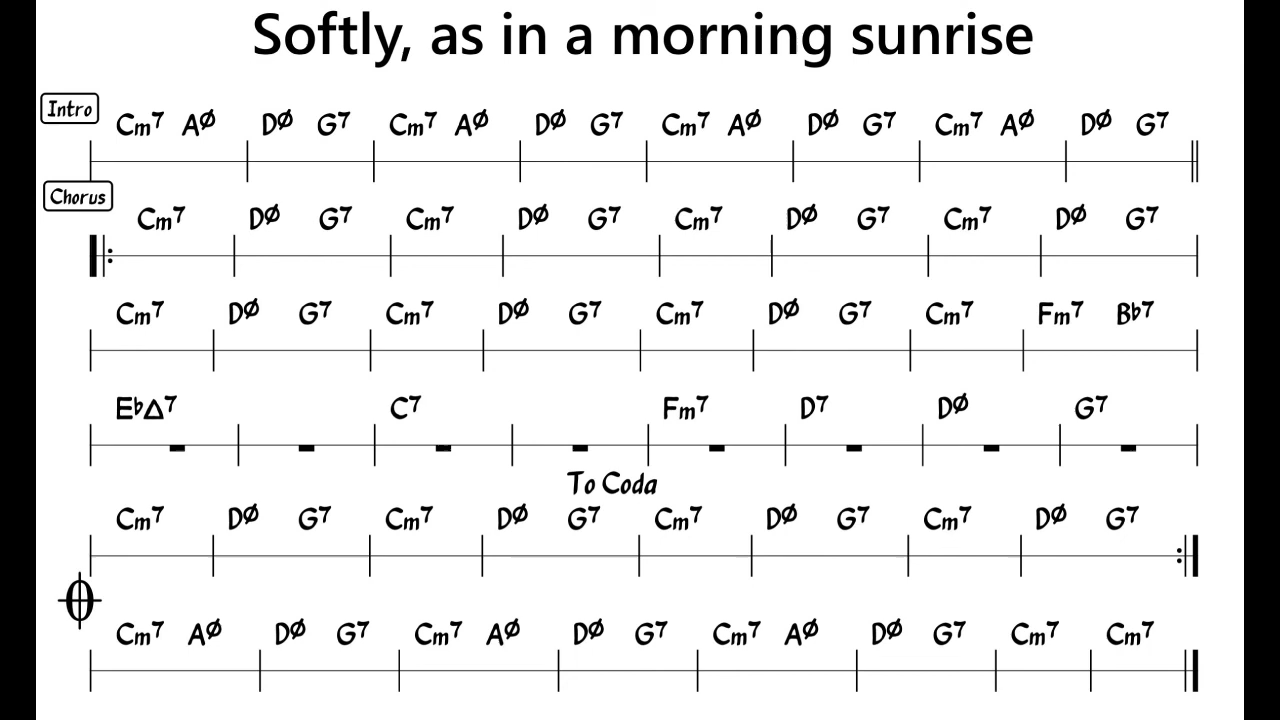 Softly, as in a morning sunrise
Intro
Cm7 AØ DØ G7 Cm7 AØ DØ G7 Cm7 AØ DØ G7 Cm7 AØ DØ G7
Chorus
Cm7 DØ G7 Cm7 DØ G7 Cm7 DØ G7 Cm7 DØ G7
Cm7 DØ G7 Cm7 DØ G7 Cm7 DØ G7 Cm7 Fm7 B♭7
E♭Δ7 C7 Fm7 D7 DØ G7
To Coda
Cm7 DØ G7 Cm7 DØ G7 Cm7 DØ G7 Cm7 DØ G7
Cm7 AØ DØ G7 Cm7 AØ DØ G7 Cm7 AØ DØ G7 Cm7 Cm7